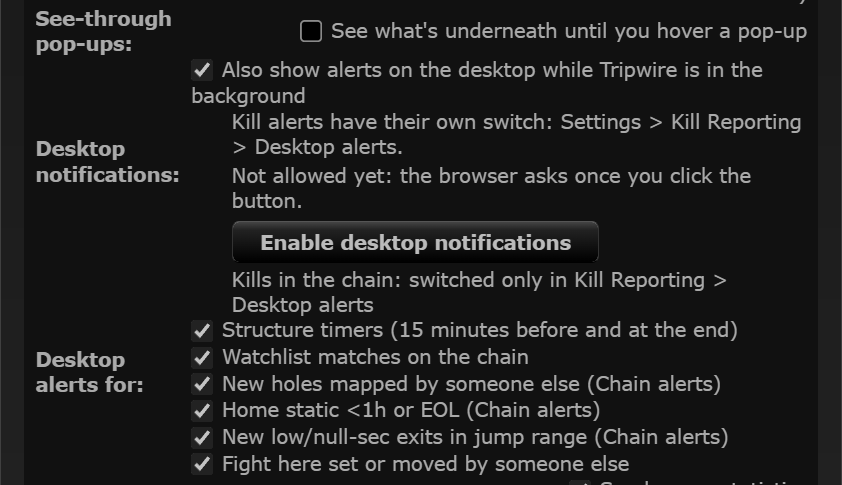 See-through
pop-ups:
See what's underneath until you hover a pop-up
Also show alerts on the desktop while Tripwire is in the
background
Desktop
notifications:
Kill alerts have their own switch: Settings > Kill Reporting
> Desktop alerts.
Not allowed yet: the browser asks once you click the
button.
Enable desktop notifications
Kills in the chain: switched only in Kill Reporting >
Desktop alerts
Desktop
alerts for:
Structure timers (15 minutes before and at the end)
Watchlist matches on the chain
New holes mapped by someone else (Chain alerts)
Home static <1h or EOL (Chain alerts)
New low/null-sec exits in jump range (Chain alerts)
Fight here set or moved by someone else